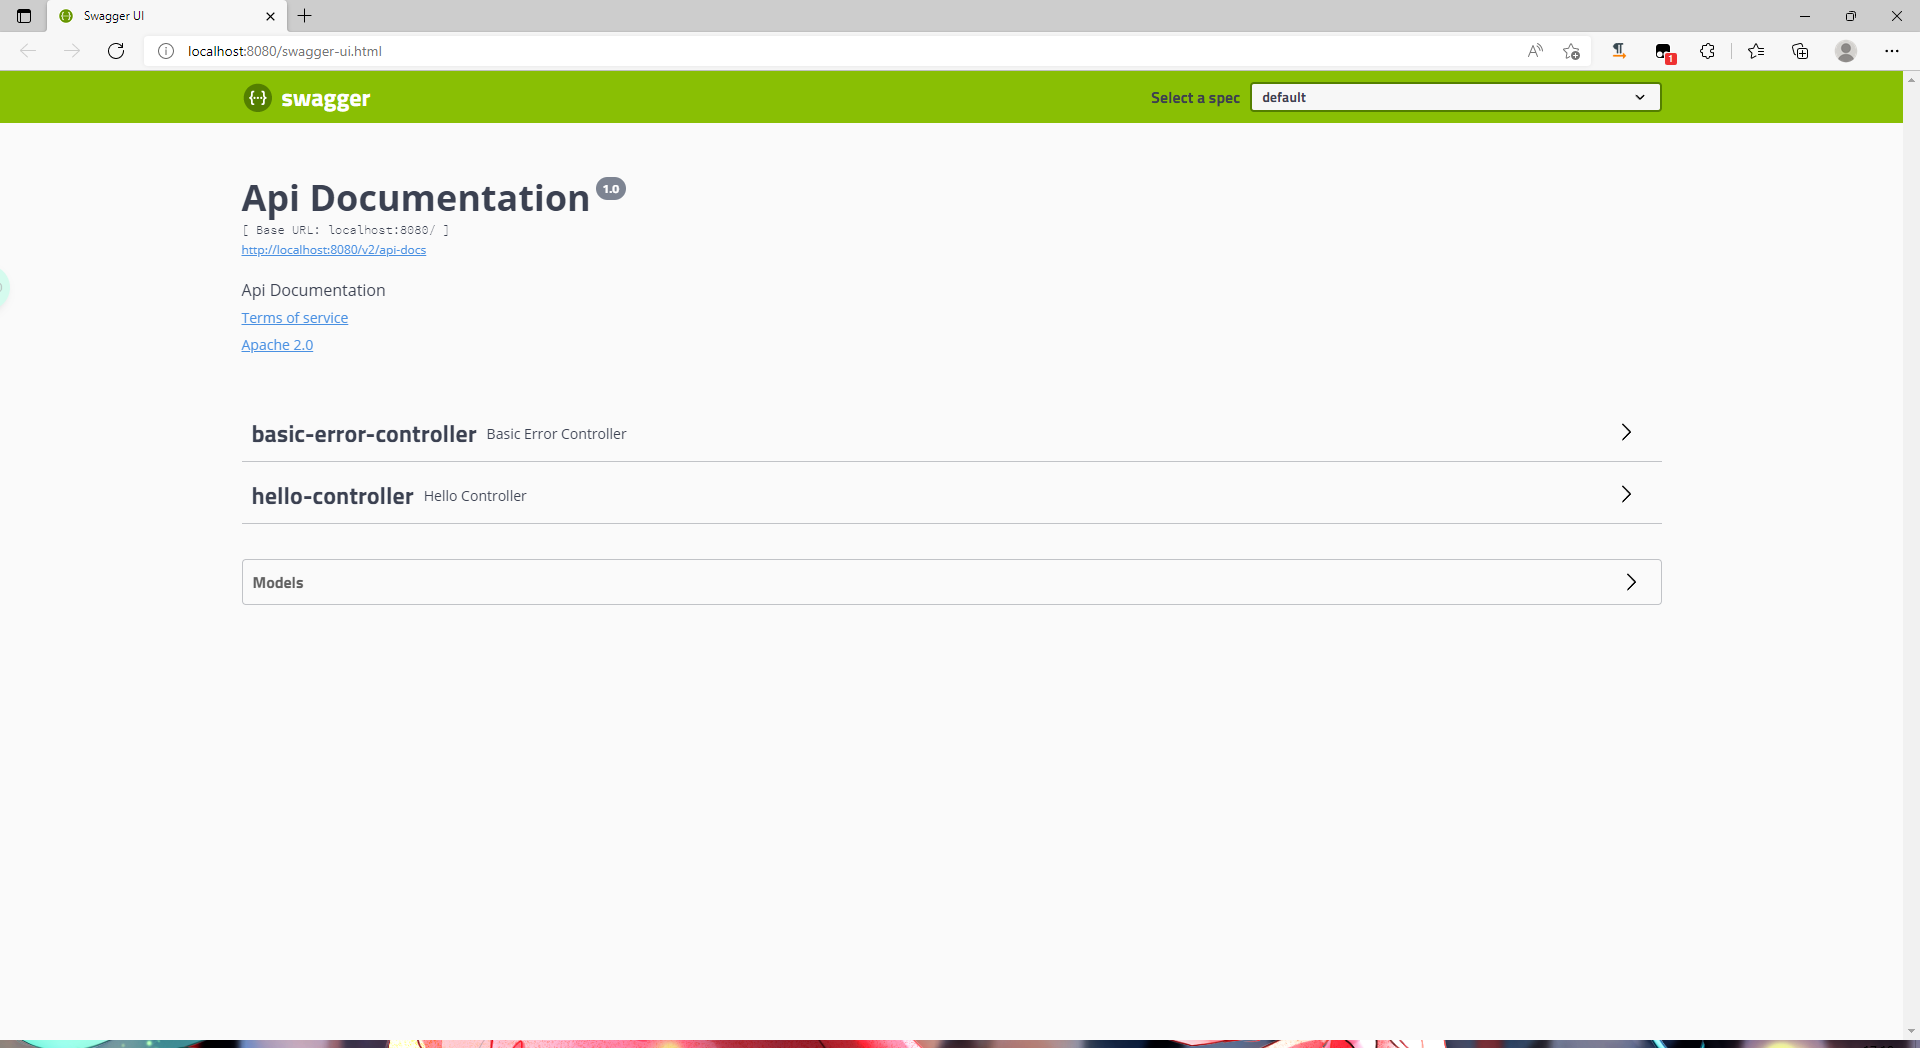 Swagger UI
localhost:8080/swagger-ui.html
1
swagger
Select a spec
default
Api Documentation 1.0
[ Base URL: localhost:8080/ ]
http://localhost:8080/v2/api-docs
Api Documentation
Terms of service
Apache 2.0
basic-error-controller Basic Error Controller
hello-controller Hello Controller
Models